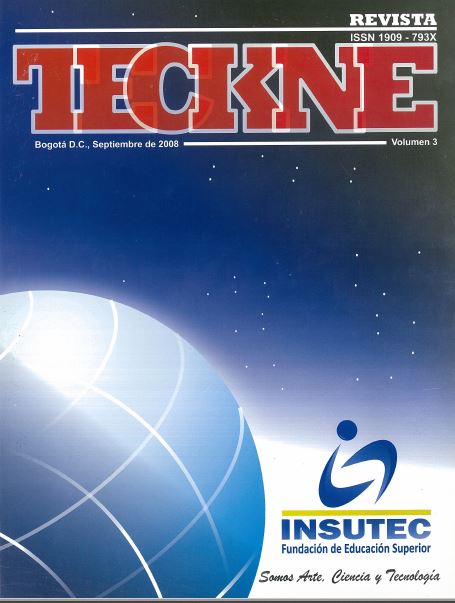 REVISTA
ISSN 1909 - 793X
TECKNE
Bogotá D.C., Septiembre de 2008
Volumen 3
INSUTEC
Fundación de Educación Superior
Somos Arte, Ciencia y Tecnología